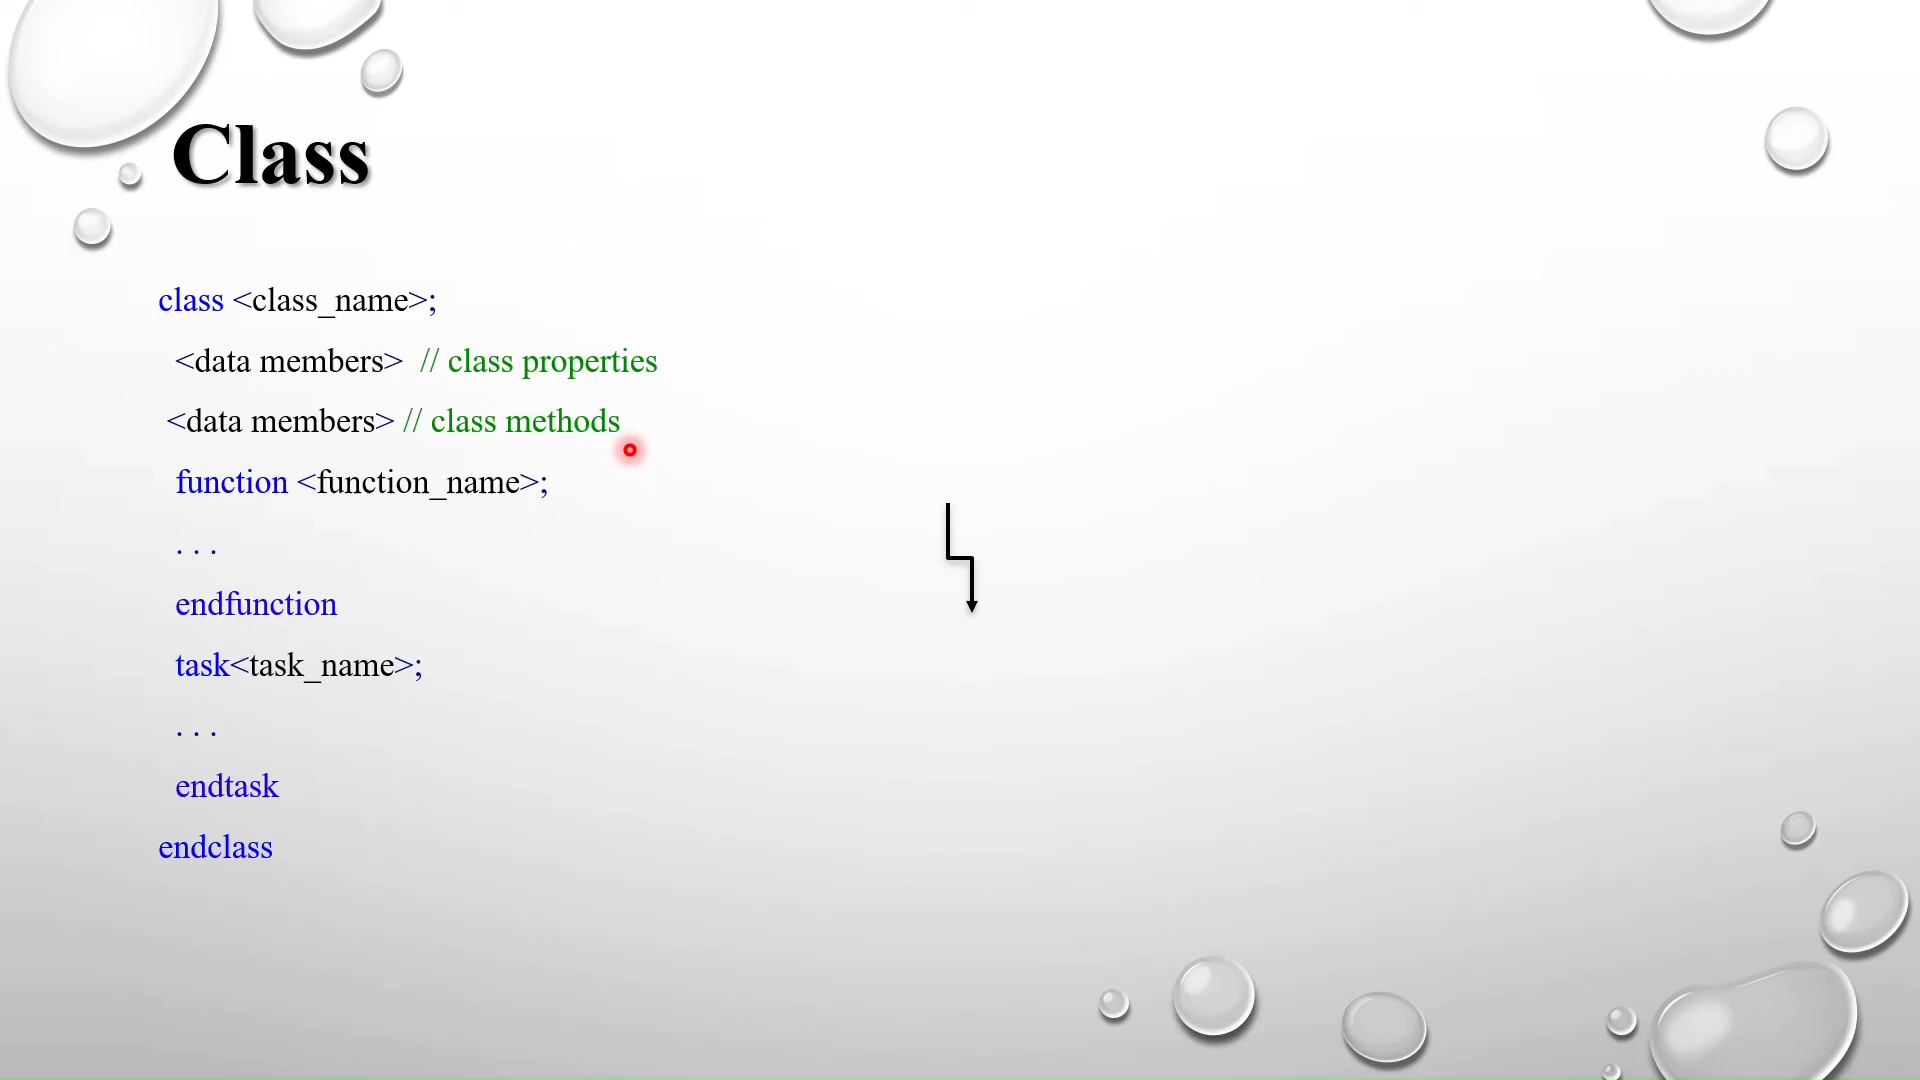 Class
class <class_name>;
<data members>  // class properties
<data members> // class methods
function <function_name>;
. . .
endfunction
task<task_name>;
. . .
endtask
endclass